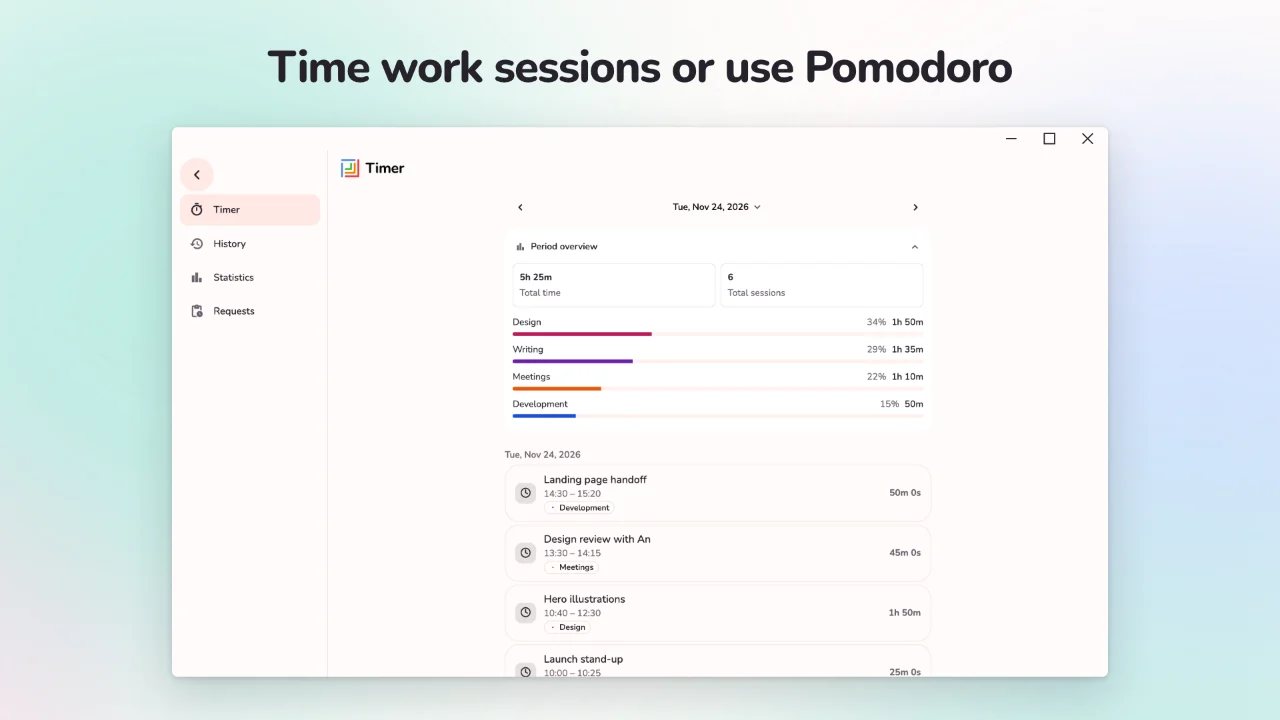 Time work sessions or use Pomodoro
Timer
Timer
History
Statistics
Requests
Tue, Nov 24, 2026
Period overview
5h 25m
Total time
6
Total sessions
Design 34% 1h 50m
Writing 29% 1h 35m
Meetings 22% 1h 10m
Development 15% 50m
Tue, Nov 24, 2026
Landing page handoff
14:30 – 15:20
50m 0s
· Development
Design review with An
13:30 – 14:15
45m 0s
· Meetings
Hero illustrations
10:40 – 12:30
1h 50m
· Design
Launch stand-up
10:00 – 10:25
25m 0s